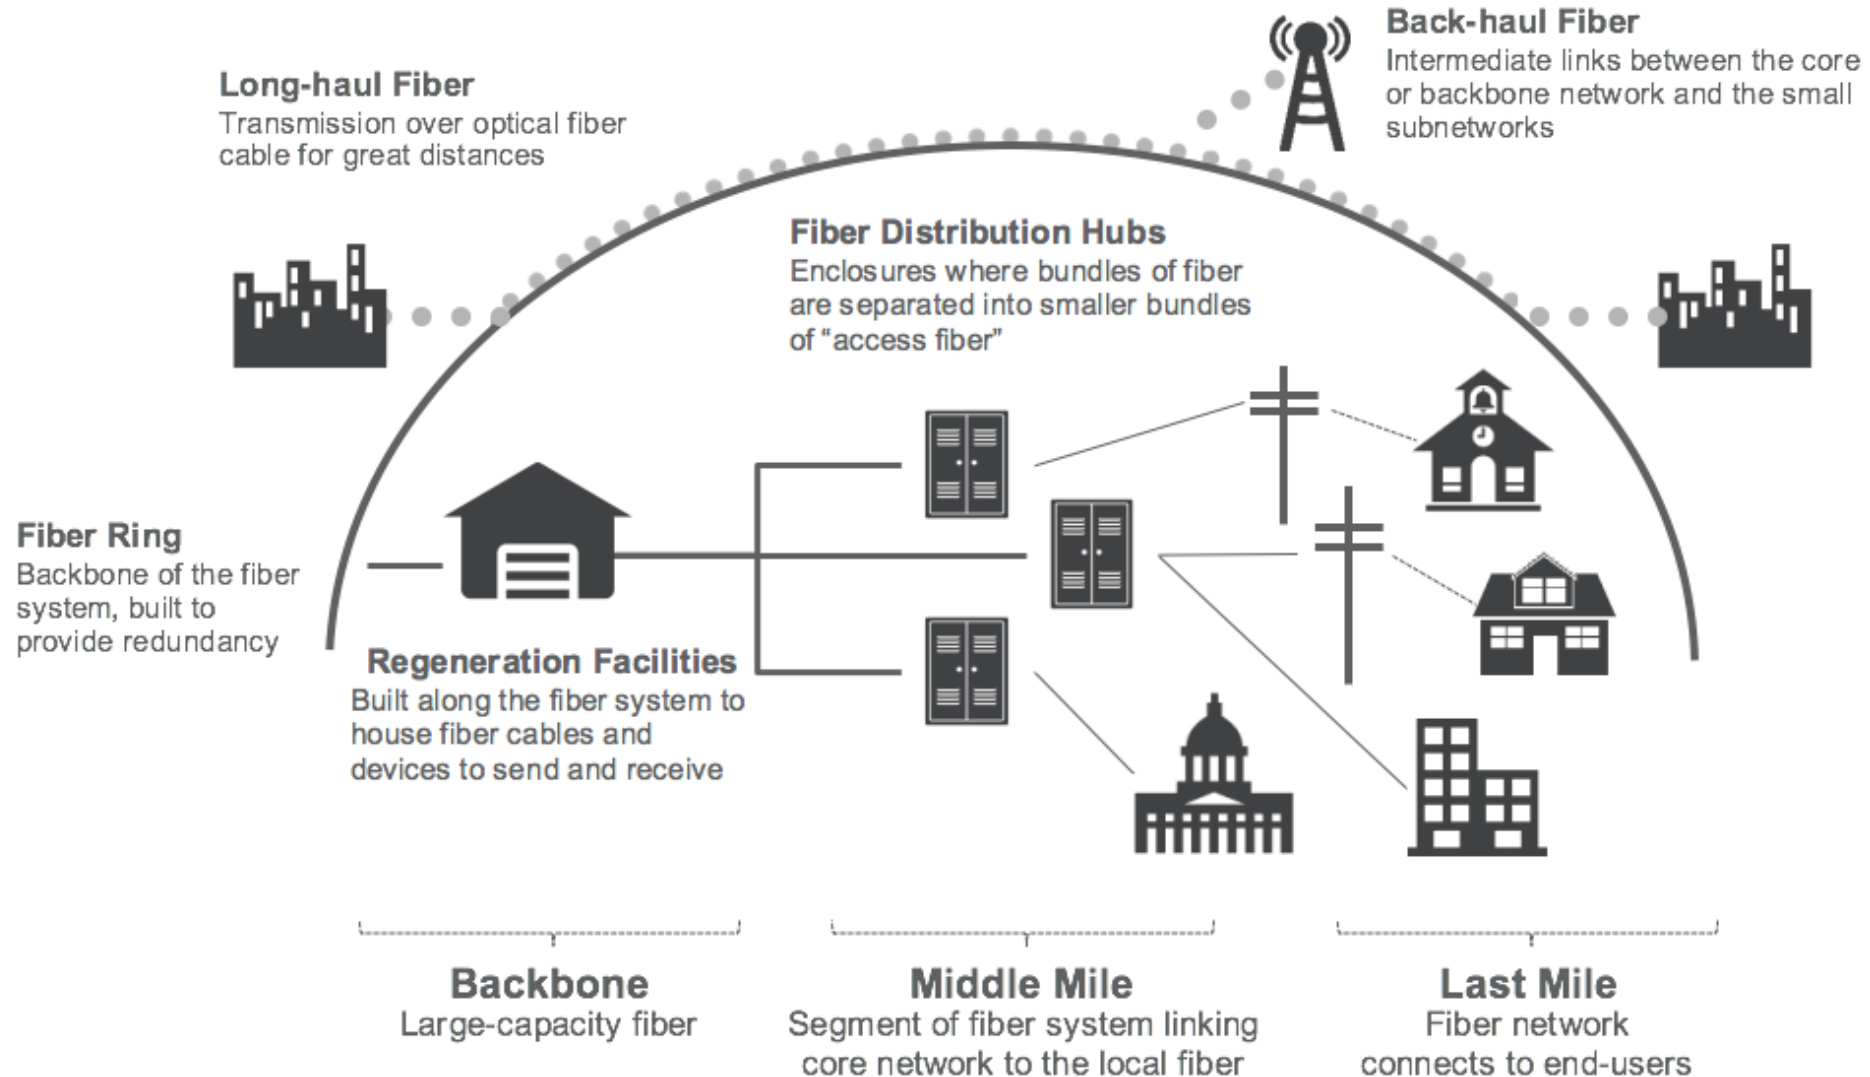 Back-haul Fiber
Intermediate links between the core
or backbone network and the small
subnetworks
Long-haul Fiber
Transmission over optical fiber
cable for great distances
Fiber Distribution Hubs
Enclosures where bundles of fiber
are separated into smaller bundles
of “access fiber”
Fiber Ring
Backbone of the fiber
system, built to
provide redundancy
Regeneration Facilities
Built along the fiber system to
house fiber cables and
devices to send and receive
Backbone
Large-capacity fiber
Middle Mile
Segment of fiber system linking
core network to the local fiber
Last Mile
Fiber network
connects to end-users